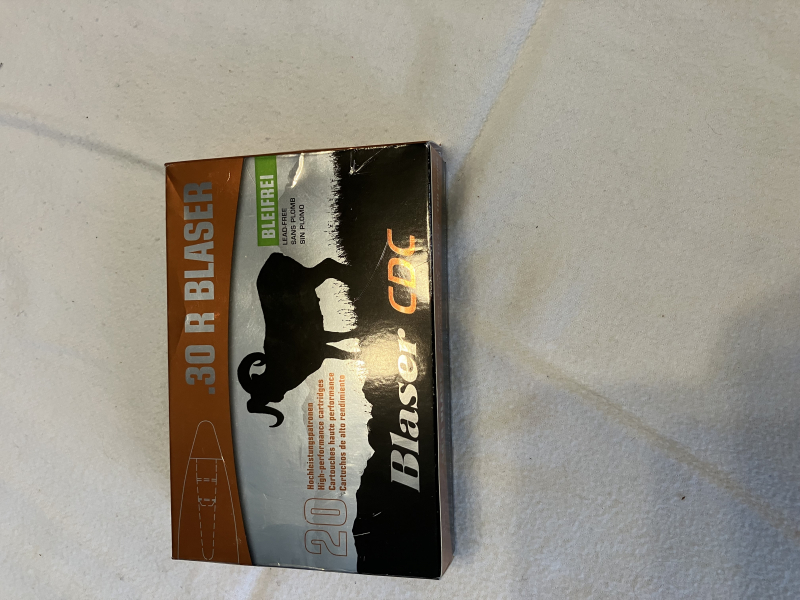 .30 R BLASER
BLEIFREI
LEAD-FREE
SANS PLOMB
SIN PLOMO
20
Hochleistungspatronen
High-performance cartridges
Cartouches haute performance
Cartuchos de alto rendimiento
Blaser CDC